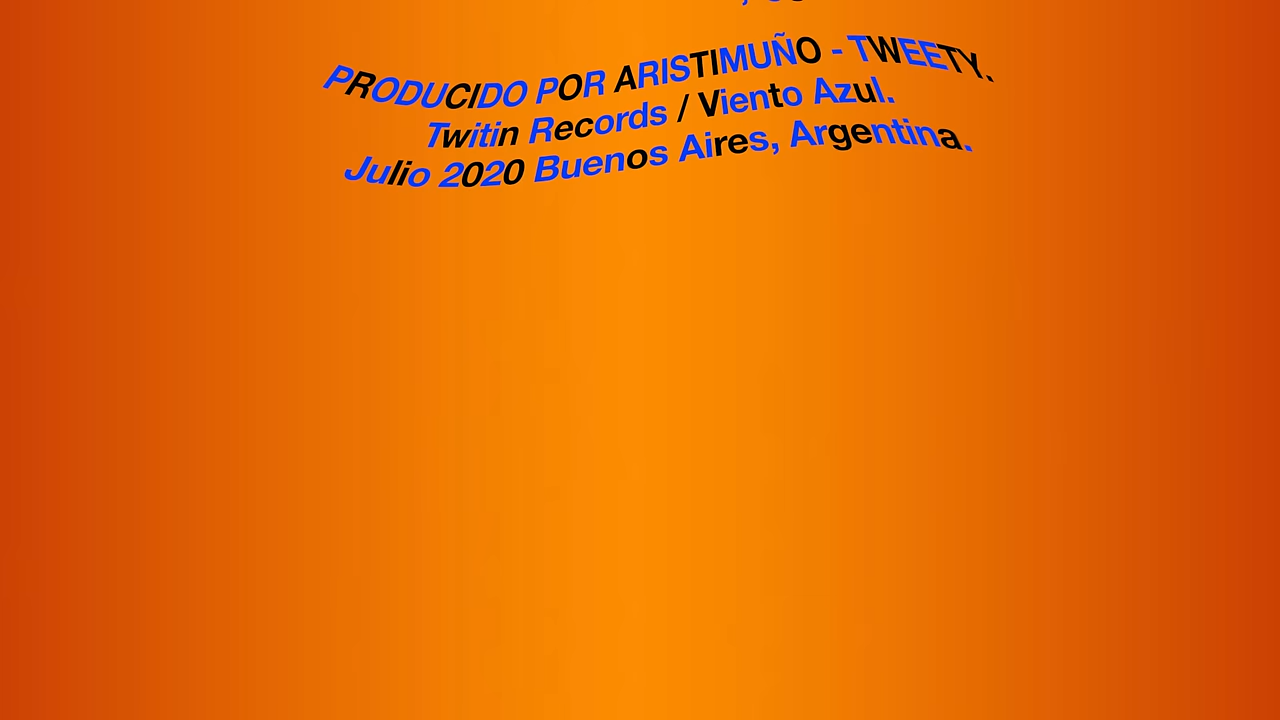 PRODUCIDO POR ARISTIMUÑO - TWEETY.
Twitin Records / Viento Azul.
Julio 2020 Buenos Aires, Argentina.